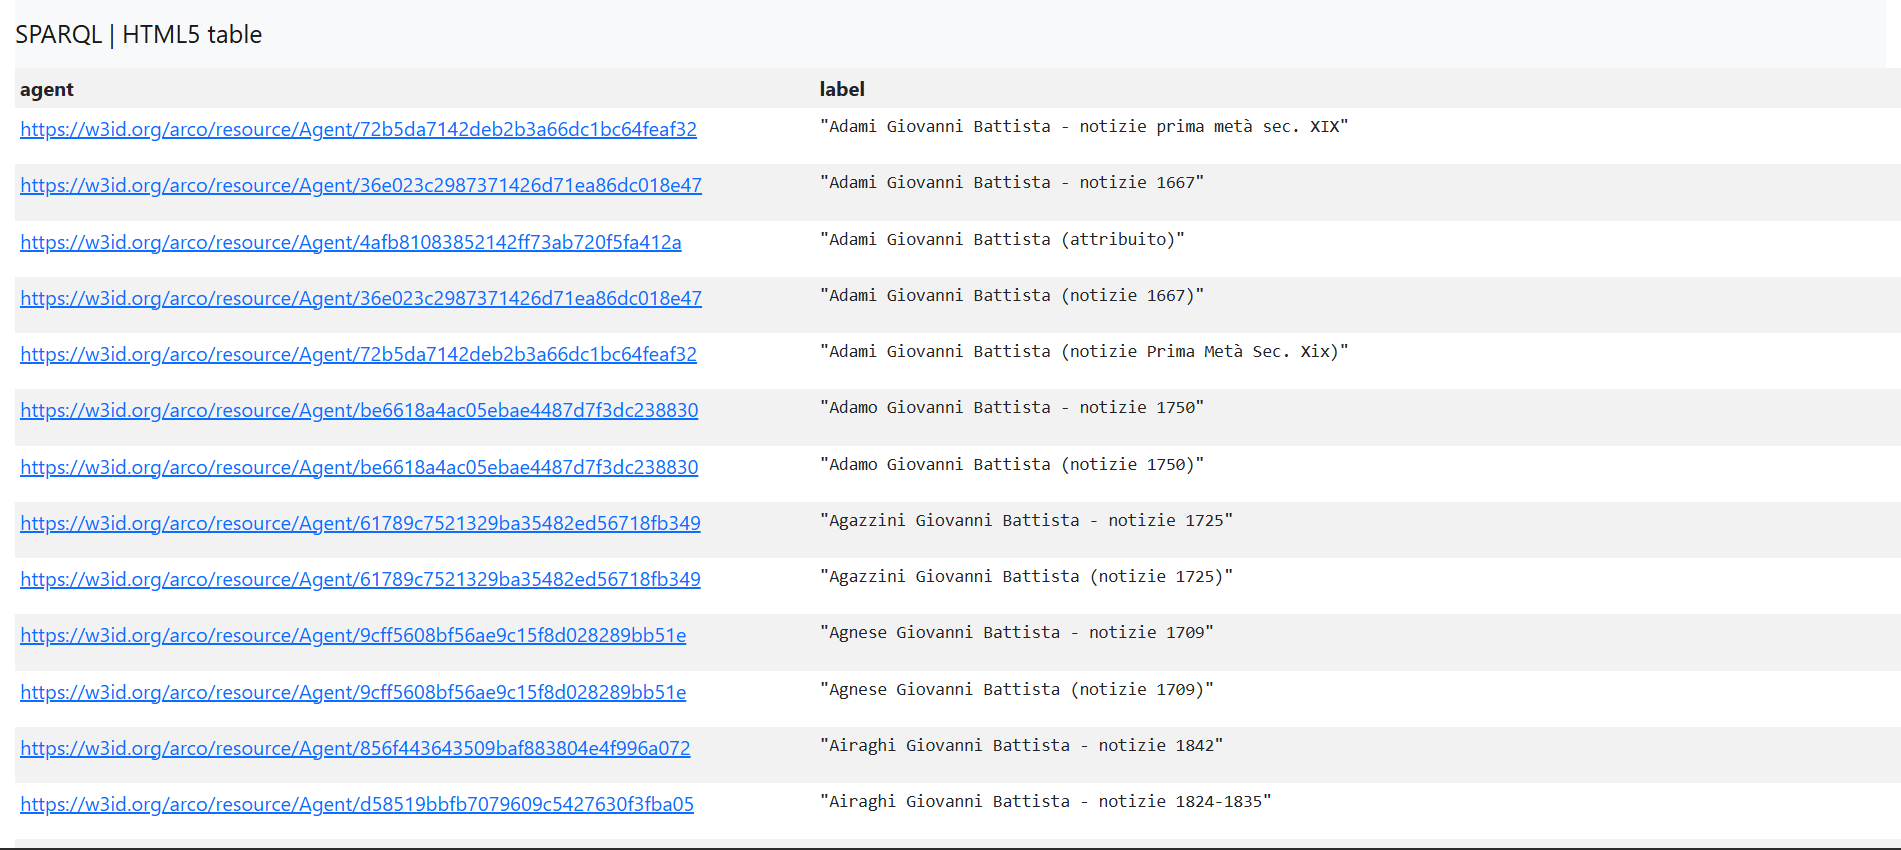 SPARQL | HTML5 table
agent label
https://w3id.org/arco/resource/Agent/72b5da7142deb2b3a66dc1bc64feaf32 "Adami Giovanni Battista - notizie prima metà sec. XIX"
https://w3id.org/arco/resource/Agent/36e023c2987371426d71ea86dc018e47 "Adami Giovanni Battista - notizie 1667"
https://w3id.org/arco/resource/Agent/4afb81083852142ff73ab720f5fa412a "Adami Giovanni Battista (attribuito)"
https://w3id.org/arco/resource/Agent/36e023c2987371426d71ea86dc018e47 "Adami Giovanni Battista (notizie 1667)"
https://w3id.org/arco/resource/Agent/72b5da7142deb2b3a66dc1bc64feaf32 "Adami Giovanni Battista (notizie Prima Metà Sec. Xix)"
https://w3id.org/arco/resource/Agent/be6618a4ac05ebae4487d7f3dc238830 "Adamo Giovanni Battista - notizie 1750"
https://w3id.org/arco/resource/Agent/be6618a4ac05ebae4487d7f3dc238830 "Adamo Giovanni Battista (notizie 1750)"
https://w3id.org/arco/resource/Agent/61789c7521329ba35482ed56718fb349 "Agazzini Giovanni Battista - notizie 1725"
https://w3id.org/arco/resource/Agent/61789c7521329ba35482ed56718fb349 "Agazzini Giovanni Battista (notizie 1725)"
https://w3id.org/arco/resource/Agent/9cff5608bf56ae9c15f8d028289bb51e "Agnese Giovanni Battista - notizie 1709"
https://w3id.org/arco/resource/Agent/9cff5608bf56ae9c15f8d028289bb51e "Agnese Giovanni Battista (notizie 1709)"
https://w3id.org/arco/resource/Agent/856f443643509baf883804e4f996a072 "Airaghi Giovanni Battista - notizie 1842"
https://w3id.org/arco/resource/Agent/d58519bbfb7079609c5427630f3fba05 "Airaghi Giovanni Battista - notizie 1824-1835"